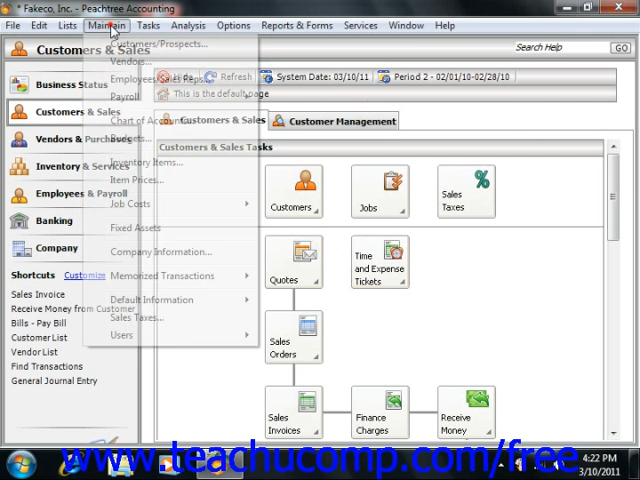 * Fakeco, Inc. - Peachtree Accounting
File Edit Lists Maintain Tasks Analysis Options Reports & Forms Services Window Help
Customers & Sales
Search Help GO
Hide Refresh System Date: 03/10/11 Period 2 - 02/01/10-02/28/10
This is the default page
Customers & Sales Customer Management
Customers & Sales Tasks
Business Status
Customers & Sales
Vendors & Purchases
Inventory & Services
Employees & Payroll
Banking
Company
Shortcuts Customize
Sales Invoice
Receive Money from Customer
Bills - Pay Bill
Customer List
Vendor List
Find Transactions
General Journal Entry
Customers/Prospects...
Vendors...
Employees/Sales Reps...
Payroll
Chart of Accounts...
Budgets...
Inventory Items...
Item Prices...
Job Costs
Fixed Assets
Company Information...
Memorized Transactions
Default Information
Sales Taxes...
Users
Customers
Jobs
Sales Taxes
Quotes
Time and Expense Tickets
Sales Orders
Sales Invoices
Finance Charges
Receive Money
www.teachucomp.com/free
4:22 PM
3/10/2011